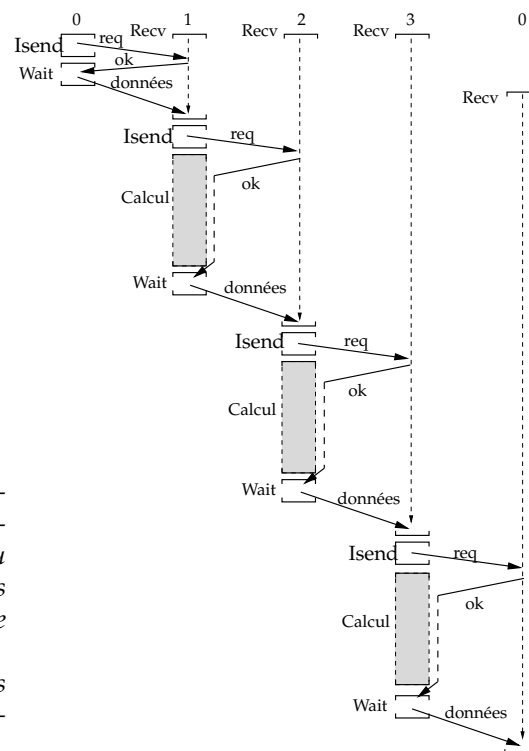 0 1 2 3 0
Recv Recv Recv
Isend req
ok
Wait
données
Recv
Isend req
ok
Calcul
Wait données
Isend req
ok
Calcul
Wait données
u
s
e
Isend req
ok
Calcul
s
Wait
données